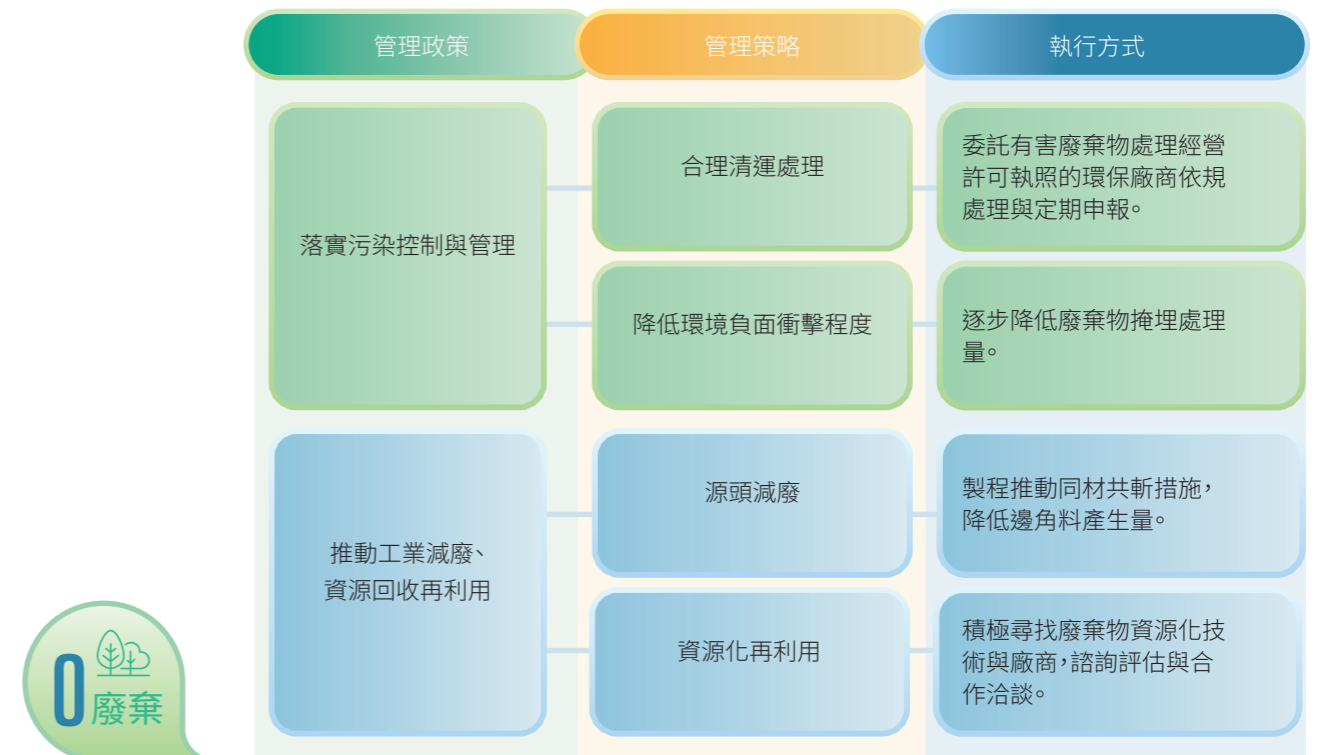 管理政策
管理策略
執行方式
落實污染控制與管理
合理清運處理
委託有害廢棄物處理經營
許可執照的環保廠商依規
處理與定期申報。
降低環境負面衝擊程度
逐步降低廢棄物掩埋處理
量。
推動工業減廢、
資源回收再利用
源頭減廢
製程推動同材共斬措施，
降低邊角料產生量。
資源化再利用
積極尋找廢棄物資源化技
術與廠商，諮詢評估與合
作洽談。
0
廢棄